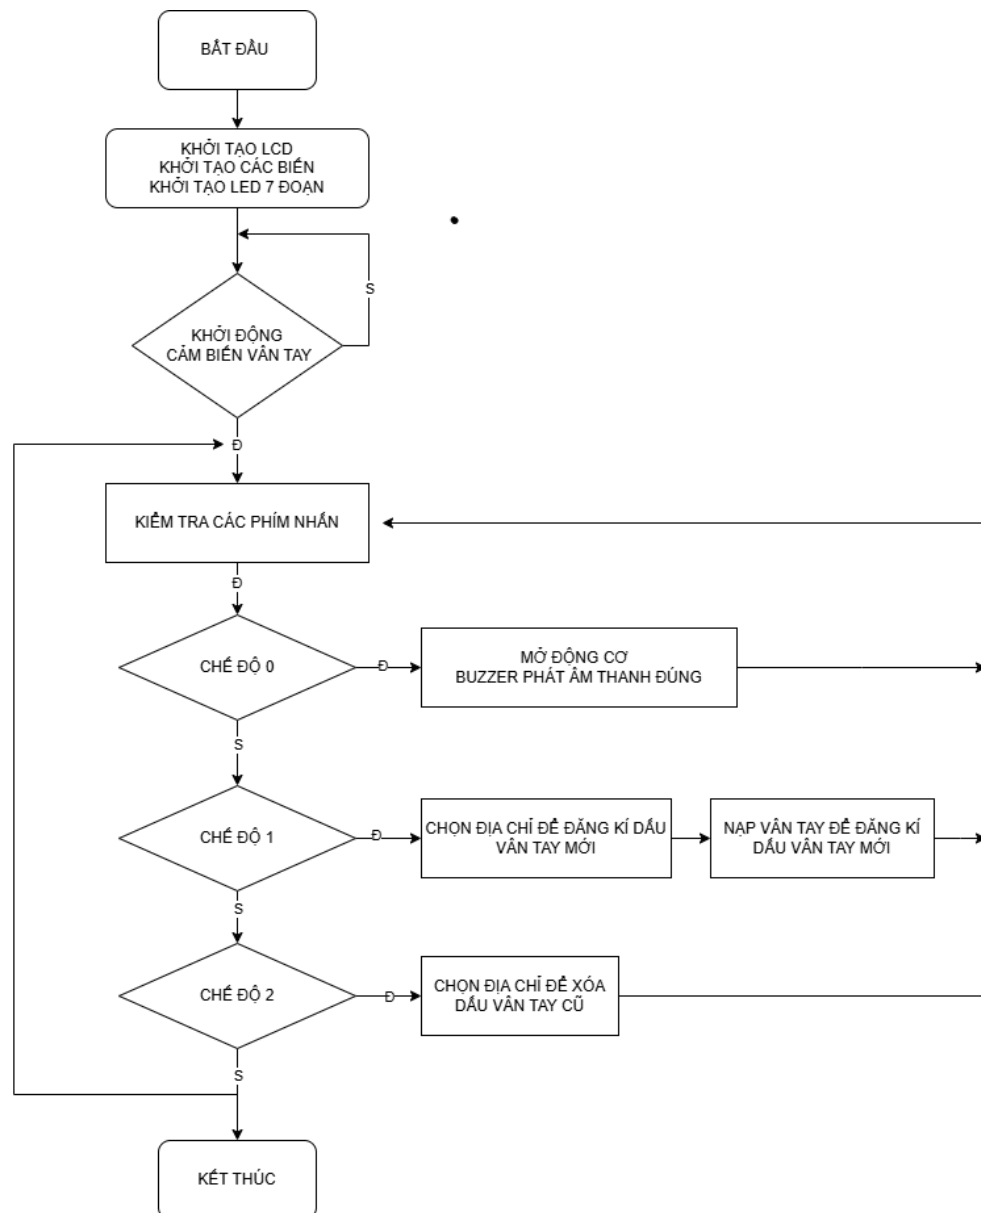 BẮT ĐẦU
KHỞI TẠO LCD
KHỞI TẠO CÁC BIẾN
KHỞI TẠO LED 7 ĐOẠN
S
KHỞI ĐỘNG
CẢM BIẾN VÂN TAY
Đ
KIỂM TRA CÁC PHÍM NHẤN
Đ
CHẾ ĐỘ 0
Đ
MỞ ĐỘNG CƠ
BUZZER PHÁT ÂM THANH ĐÚNG
S
CHẾ ĐỘ 1
Đ
CHỌN ĐỊA CHỈ ĐỂ ĐĂNG KÍ DẤU
VÂN TAY MỚI
NẠP VÂN TAY ĐỂ ĐĂNG KÍ
DẤU VÂN TAY MỚI
S
CHẾ ĐỘ 2
Đ
CHỌN ĐỊA CHỈ ĐỂ XÓA
DẤU VÂN TAY CŨ
S
KẾT THÚC